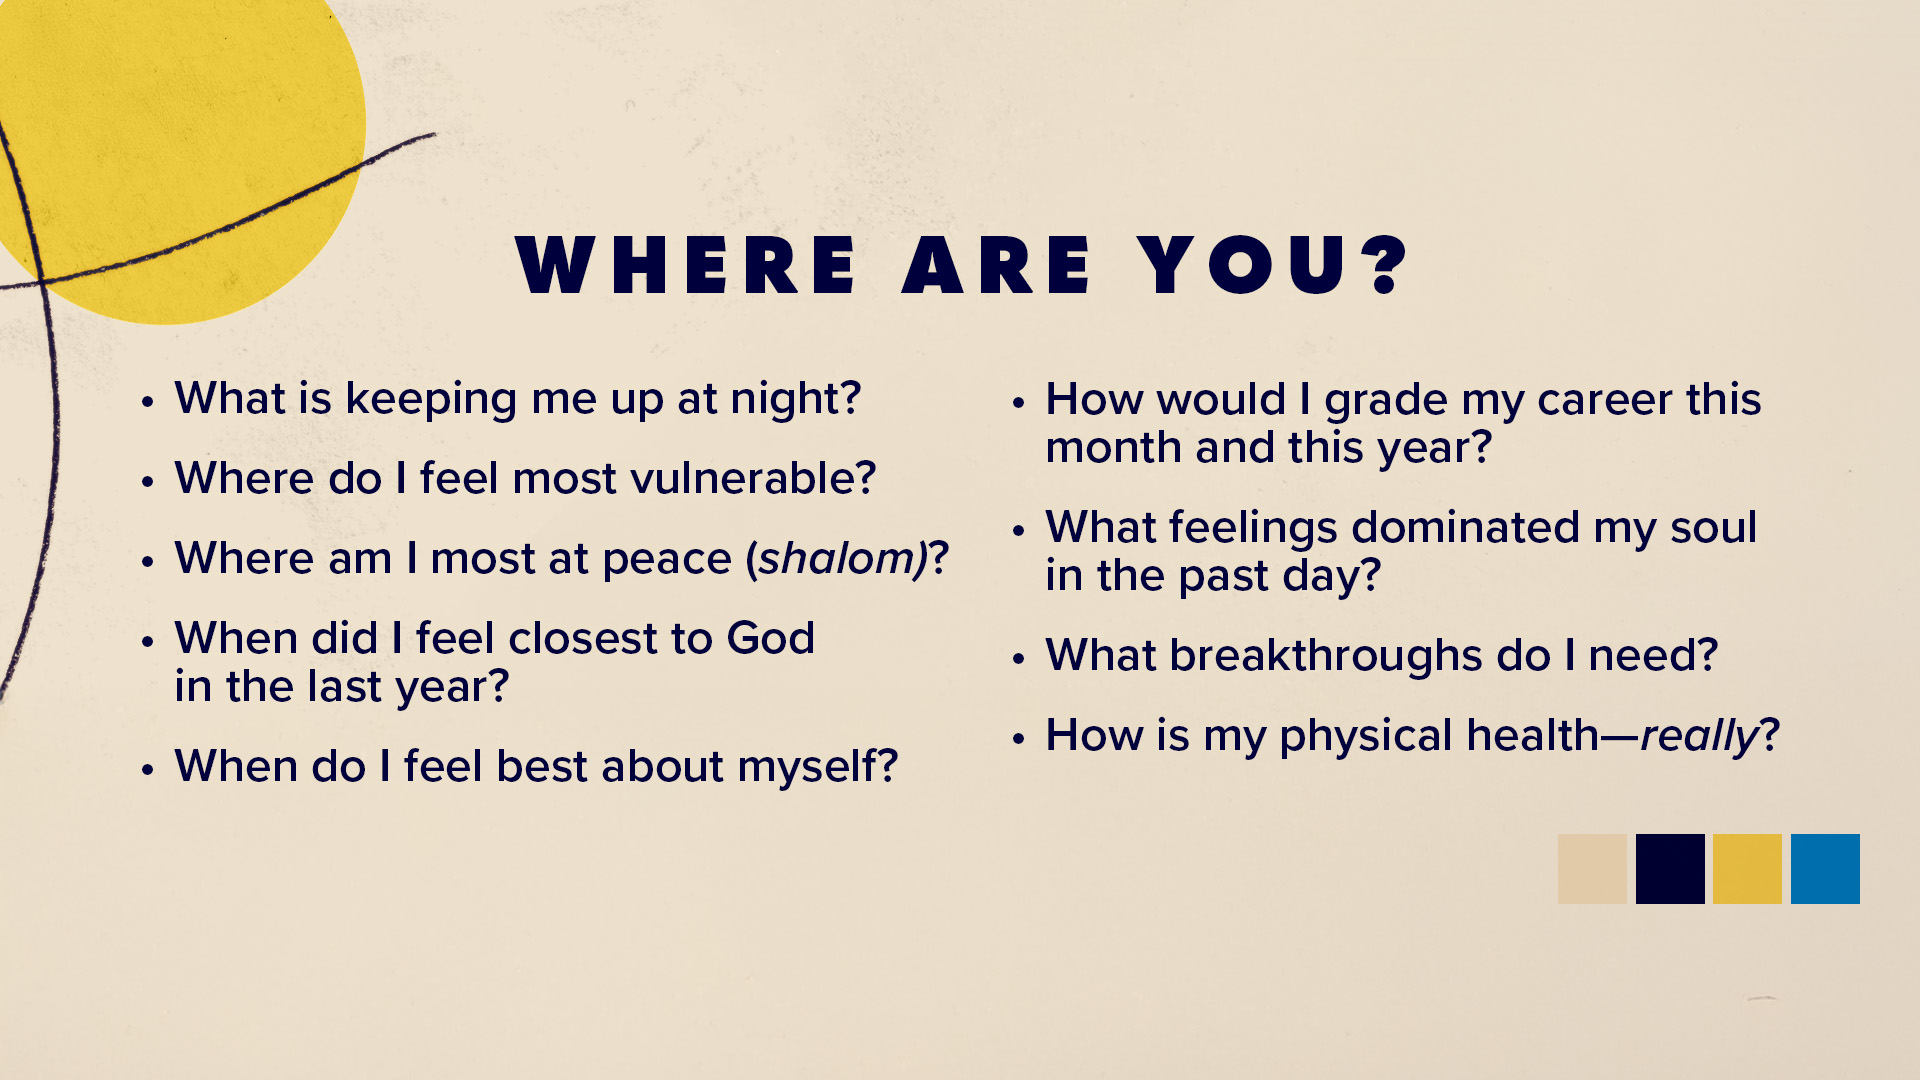 WHERE ARE YOU?
• What is keeping me up at night?
• Where do I feel most vulnerable?
• Where am I most at peace (shalom)?
• When did I feel closest to God
in the last year?
• When do I feel best about myself?
• How would I grade my career this
month and this year?
• What feelings dominated my soul
in the past day?
• What breakthroughs do I need?
• How is my physical health—really?